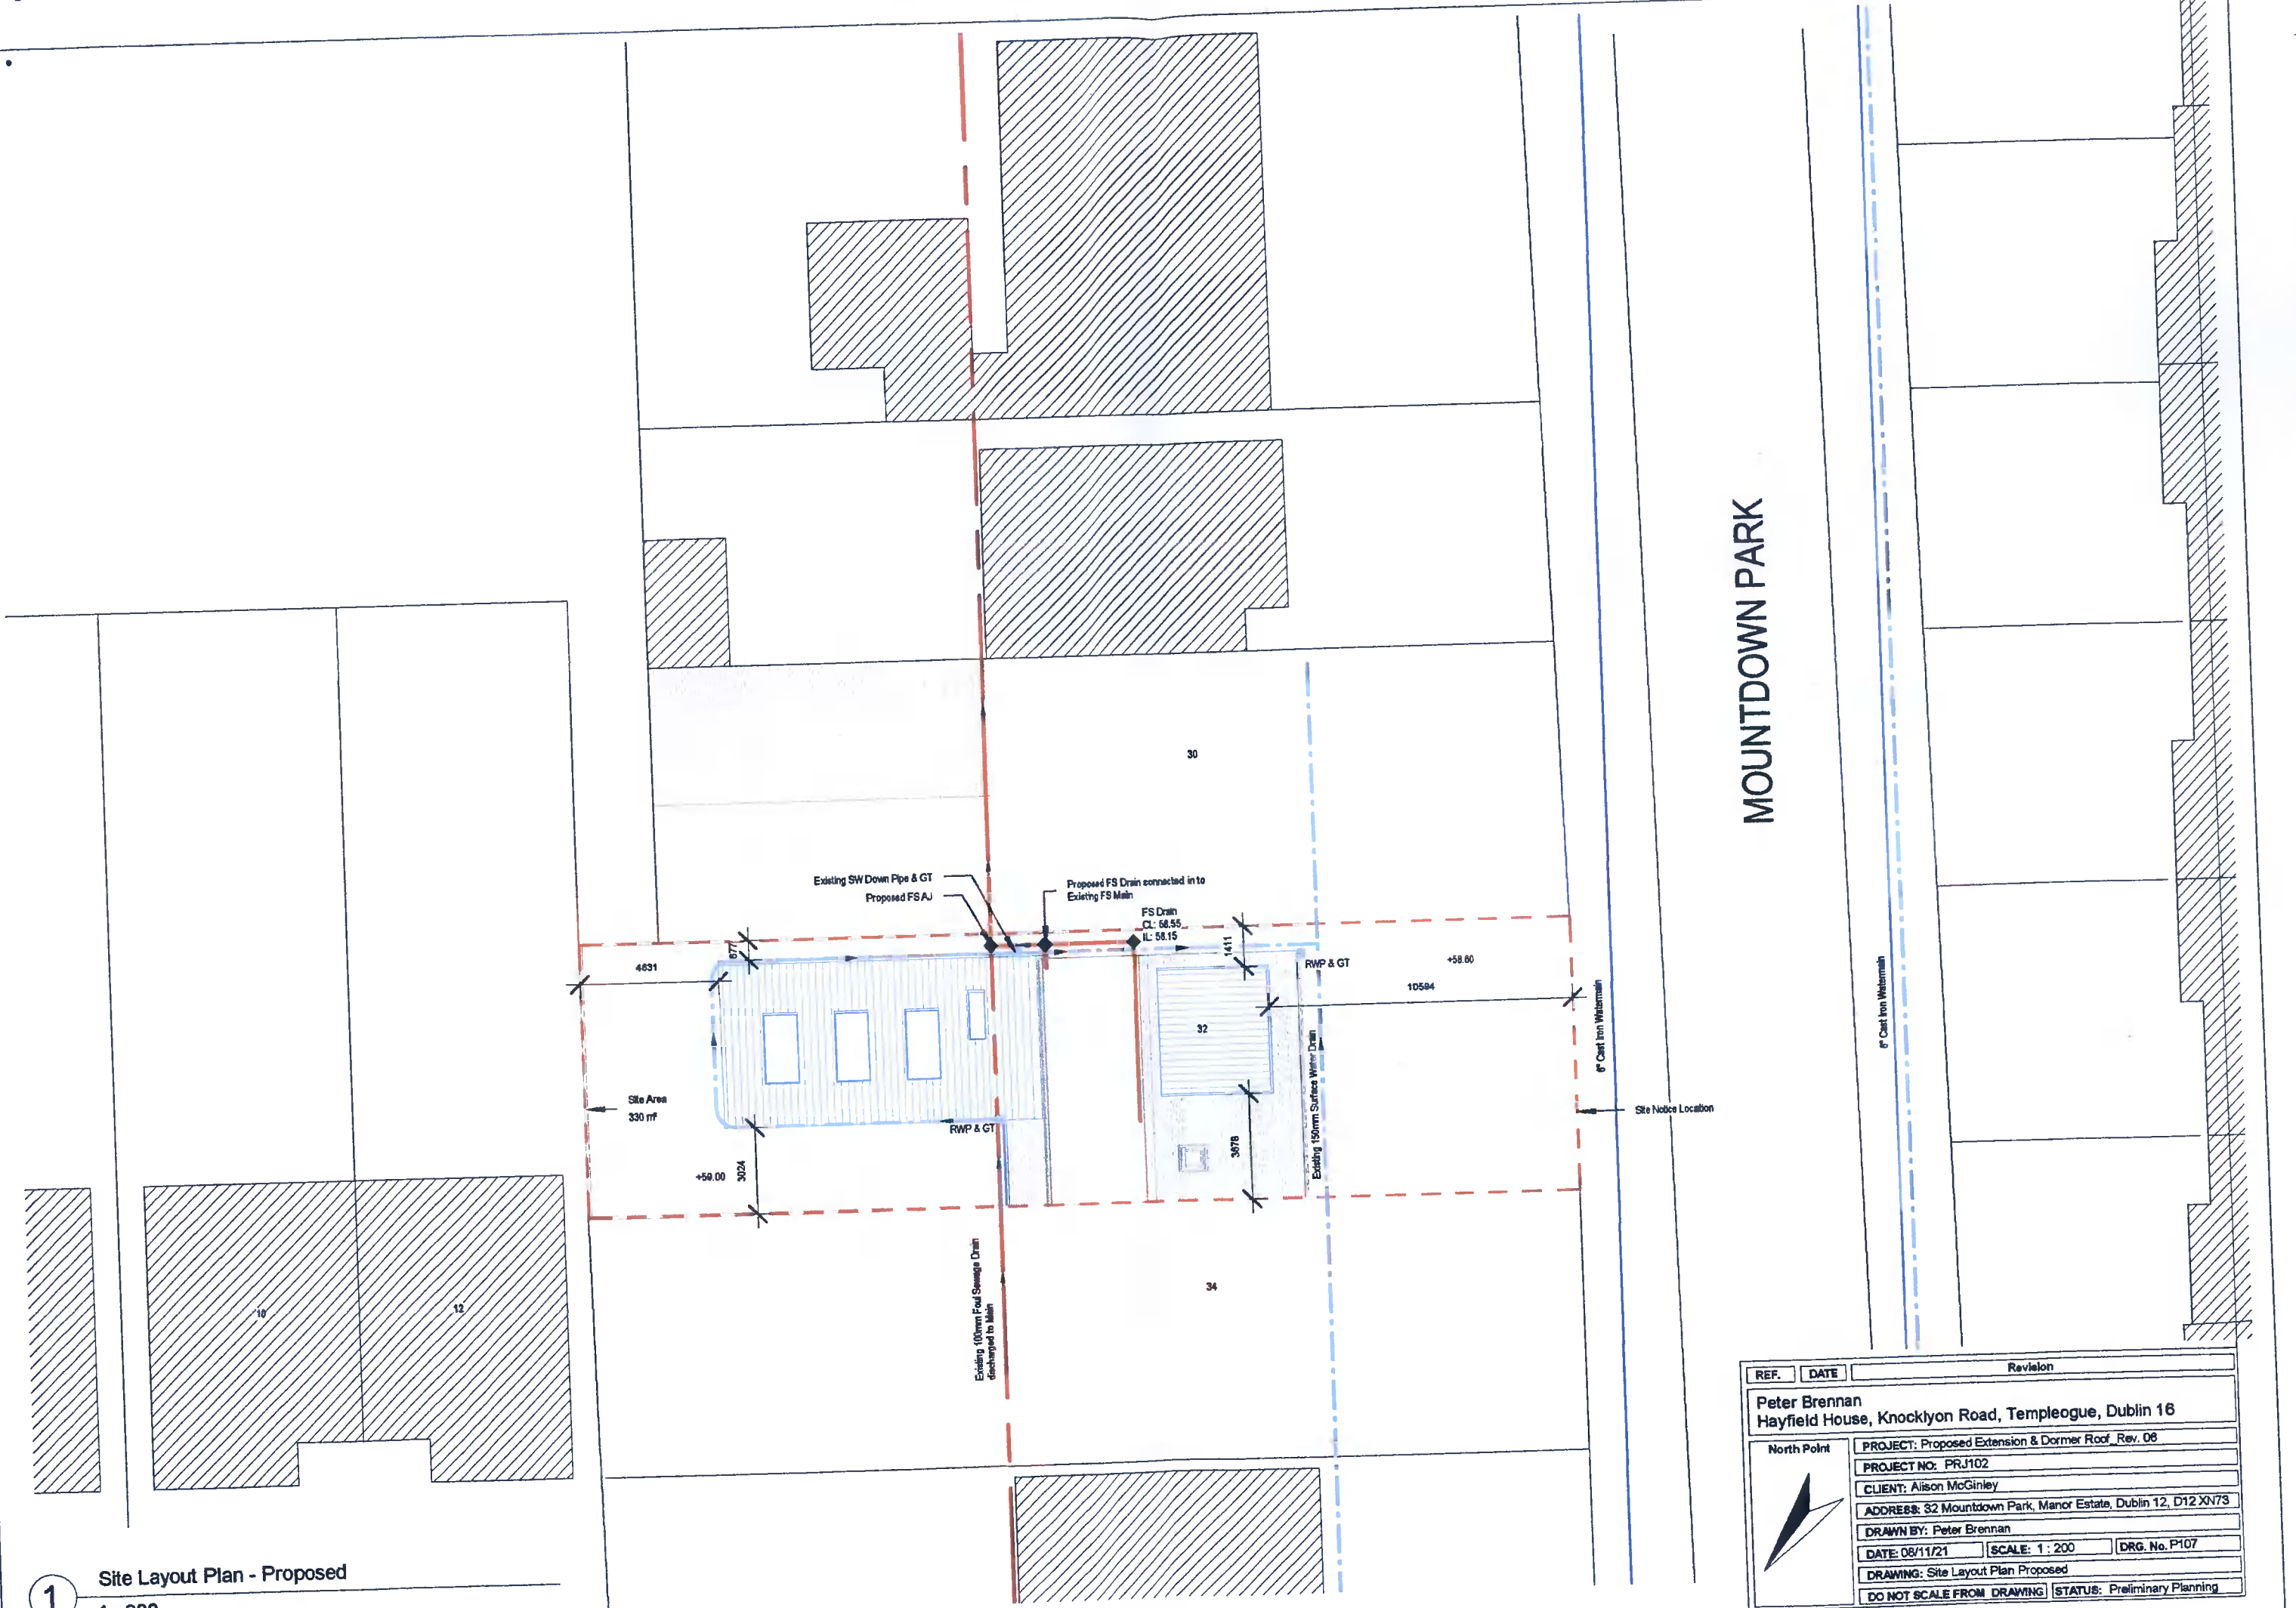 MOUNTDOWN PARK
30
Existing SW Down Pipe & GT
Proposed FS AJ
Proposed FS Drain connected in to
Existing FS Main
FS Drain
CL: 58.55
IL: 58.15
677
1411
4631
RWP & GT
+58.60
10594
32
6" Cast Iron Watermain
6" Cast Iron Watermain
Existing 150mm Surface Water Drain
Site Area
330 m²
Site Notice Location
RWP & GT
+59.00
3024
3678
Existing 100mm Foul Sewage Drain
discharged to Main
34
10
12
1
Site Layout Plan - Proposed
REF.
DATE
Revision
Peter Brennan
Hayfield House, Knocklyon Road, Templeogue, Dublin 16
North Point
PROJECT: Proposed Extension & Dormer Roof_Rev. 06
PROJECT NO: PRJ102
CLIENT: Alison McGinley
ADDRESS: 32 Mountdown Park, Manor Estate, Dublin 12, D12 XN73
DRAWN BY: Peter Brennan
DATE: 08/11/21
SCALE: 1 : 200
DRG. No. P107
DRAWING: Site Layout Plan Proposed
DO NOT SCALE FROM DRAWING
STATUS: Preliminary Planning